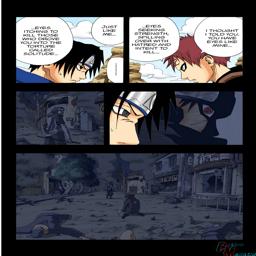 I THOUGHT
I TOLD
YOU. YOU
HAVE EYES
LIKE
MINE...
...EYES
SEEKING
STRENGTH,
SPILLING
OVER WITH
HATRED AND
INTENT TO
KILL...
JUST
LIKE
ME...
...EYES
ITCHING TO
KILL THOSE
WHO DROVE
YOU INTO THE
TORTURE
CALLED
SOLITUDE...